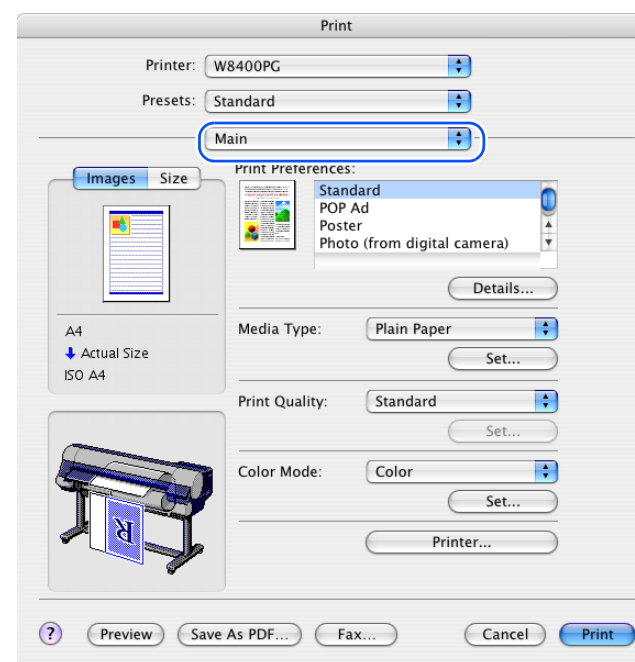 Print
Printer: W8400PG
Presets: Standard
Main
Images Size
Print Preferences:
Standard
POP Ad
Poster
Photo (from digital camera)
Details...
A4
Actual Size
ISO A4
Media Type: Plain Paper
Set...
Print Quality: Standard
Set...
Color Mode: Color
Set...
Printer...
R
? Preview Save As PDF... Fax... Cancel Print